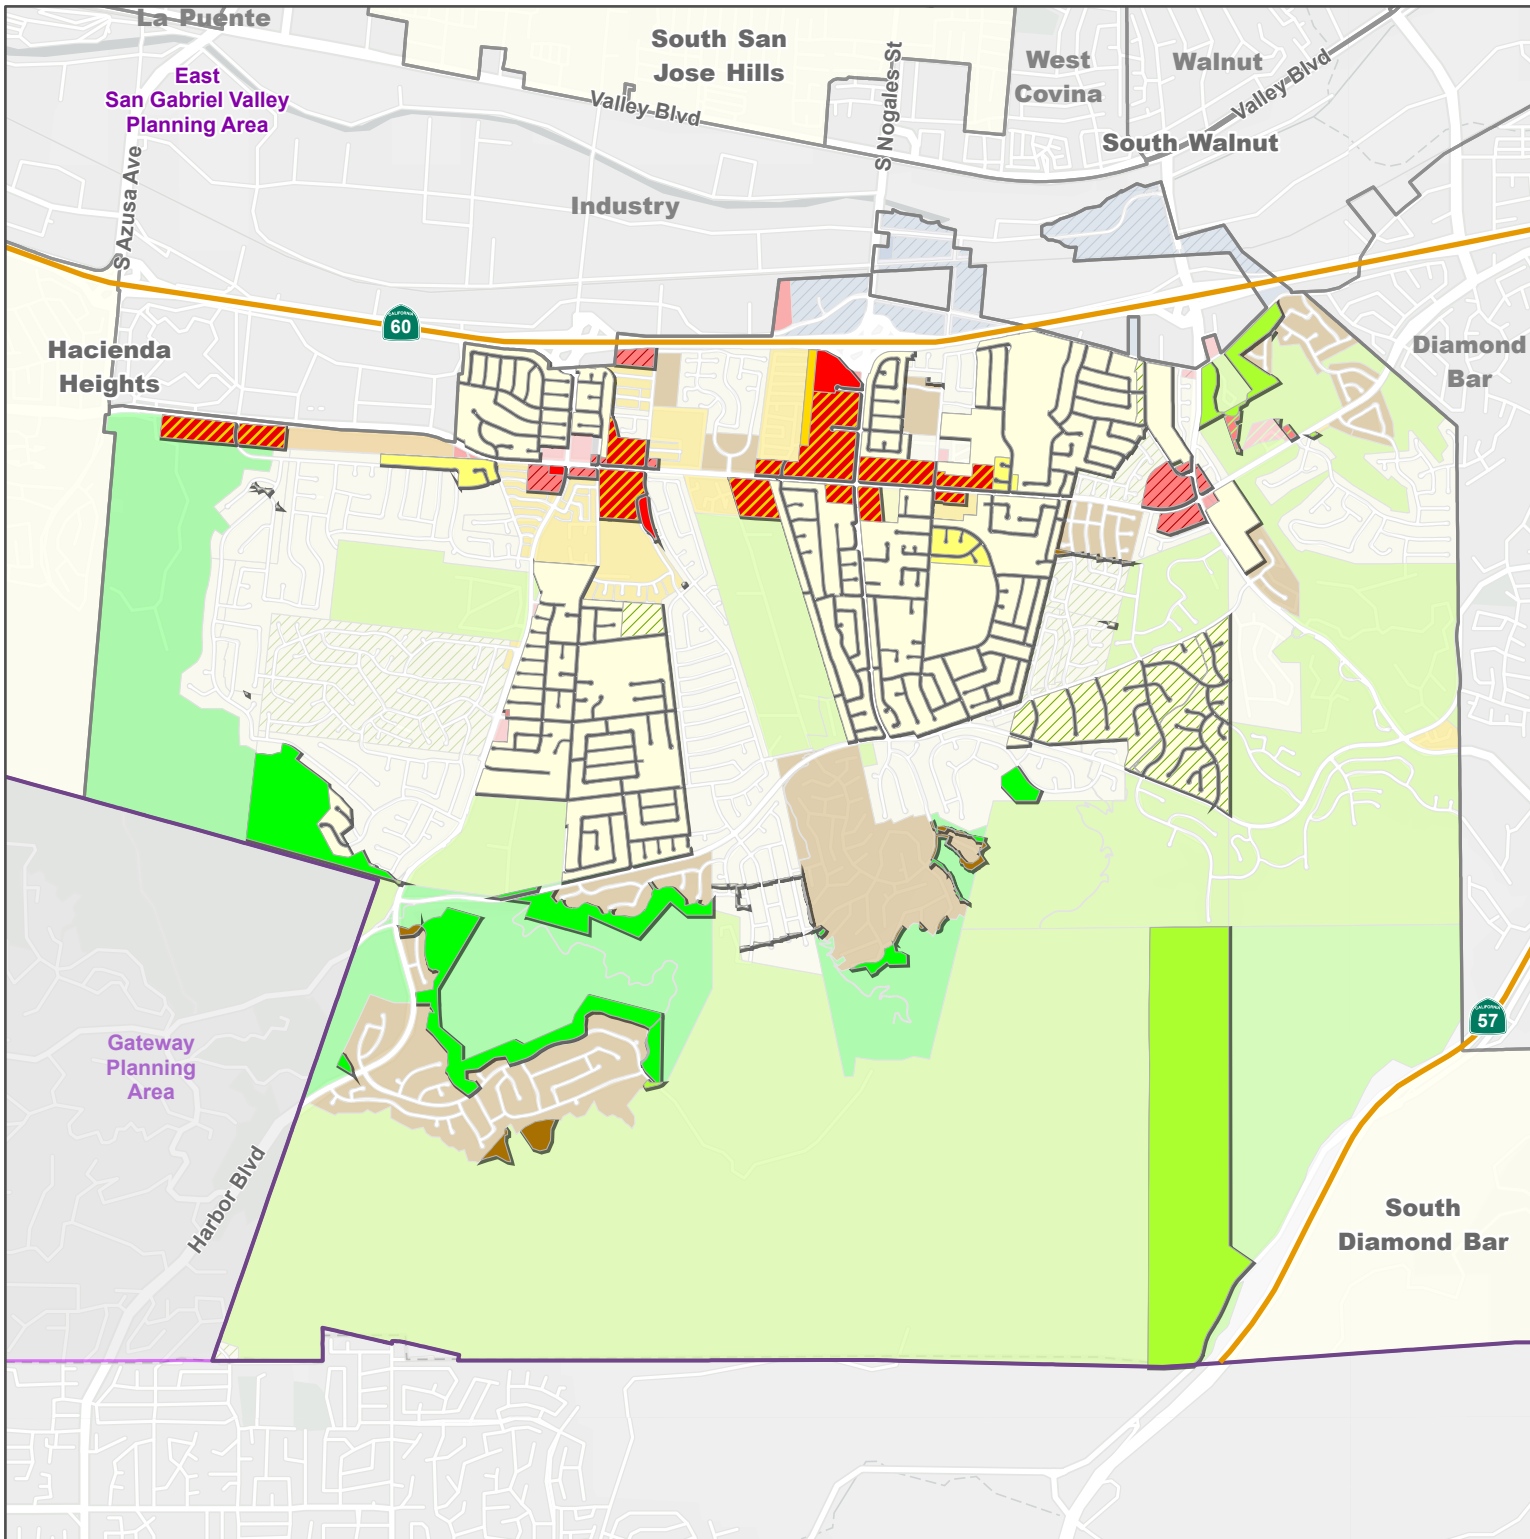 La Puente
South San
Jose Hills
West
Covina
Walnut
Valley Blvd
East
San Gabriel Valley
Planning Area
Valley Blvd
S Nogales St
South Walnut
S Azusa Ave
Industry
CALIFORNIA
60
Hacienda
Heights
Diamond
Bar
CALIFORNIA
57
Gateway
Planning
Area
Harbor Blvd
South
Diamond Bar